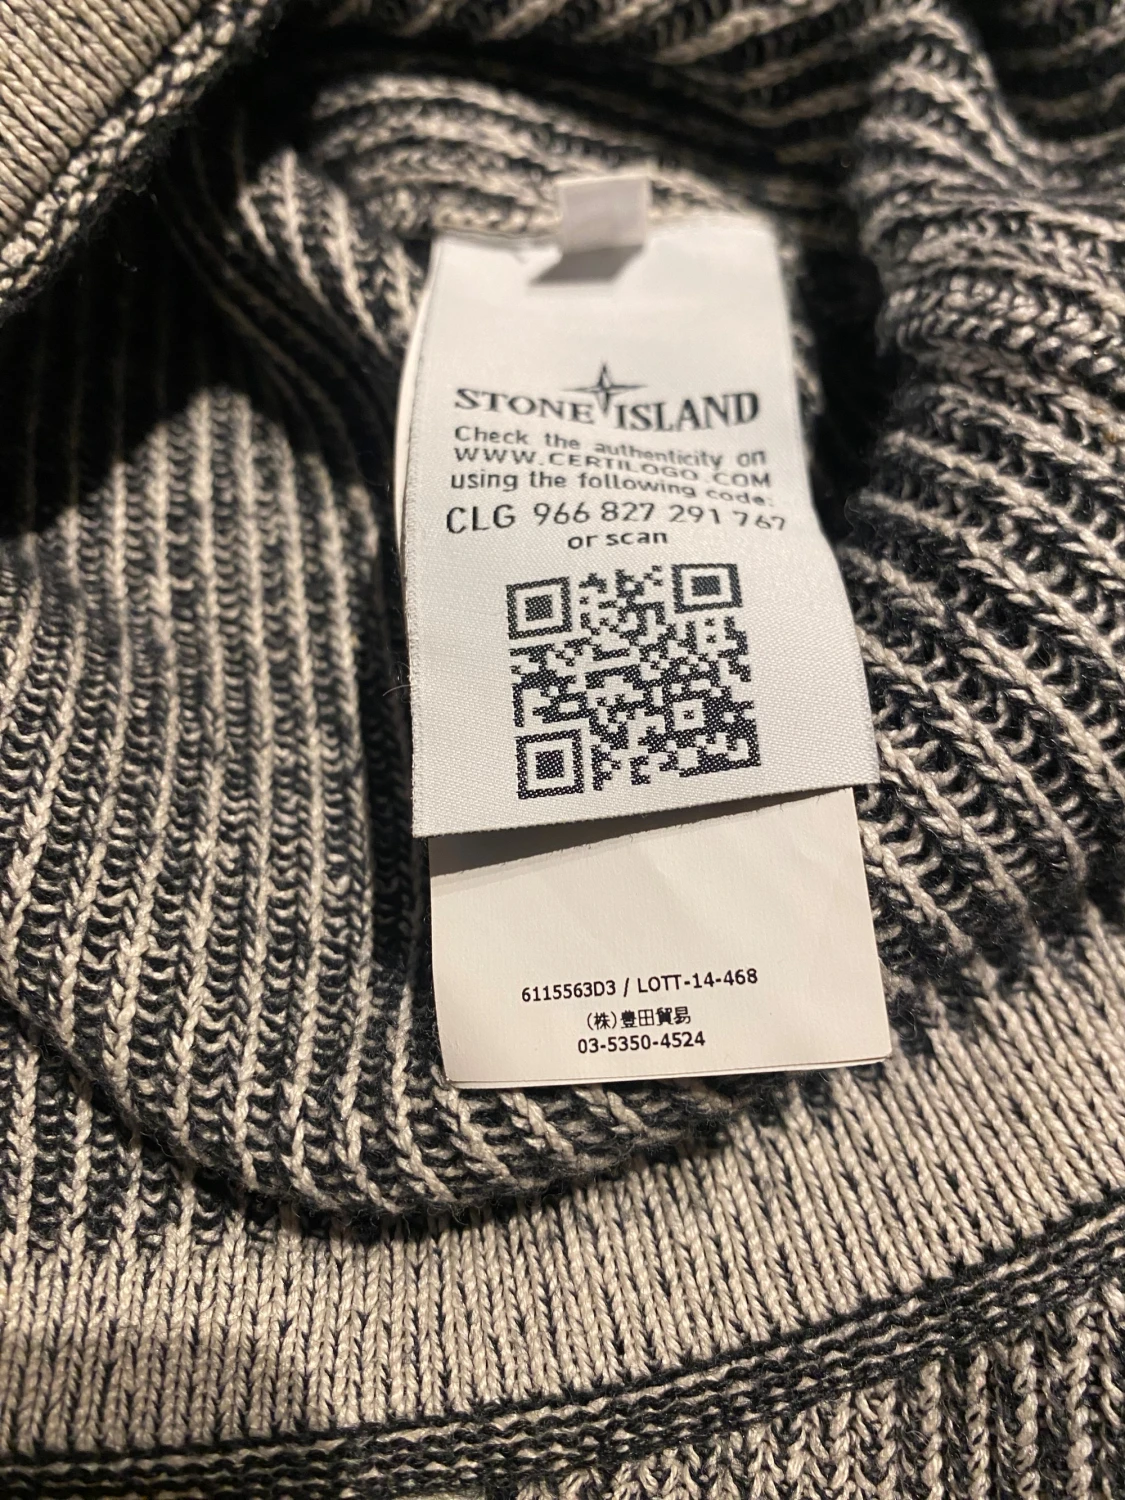 STONE ISLAND
Check the authenticity on
WWW.CERTILOGO.COM
using the following code:
CLG 966 827 291 767
or scan
6115563D3 / LOTT-14-468
(株)豊田貿易
03-5350-4524